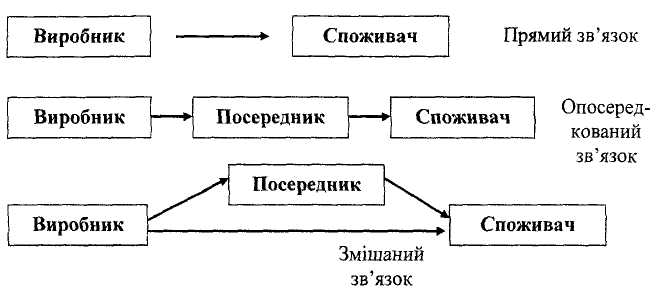 Виробник Споживач Прямий зв’язок
Виробник Посередник Споживач Опосеред-
кований
зв’язок
Посередник
Виробник Споживач
Змішаний
зв’язок